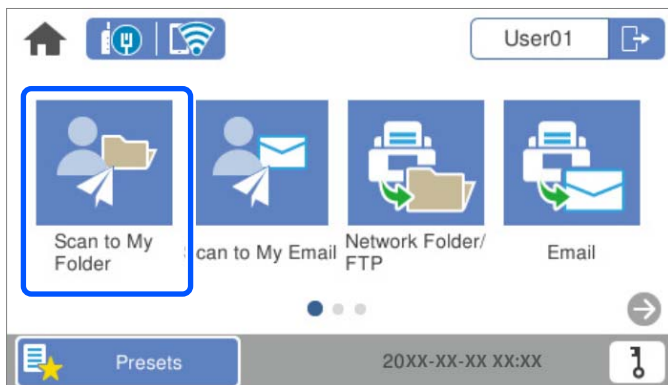 User01
Scan to My
Folder
can to My Email
Network Folder/
FTP
Email
Presets
20XX-XX-XX XX:XX